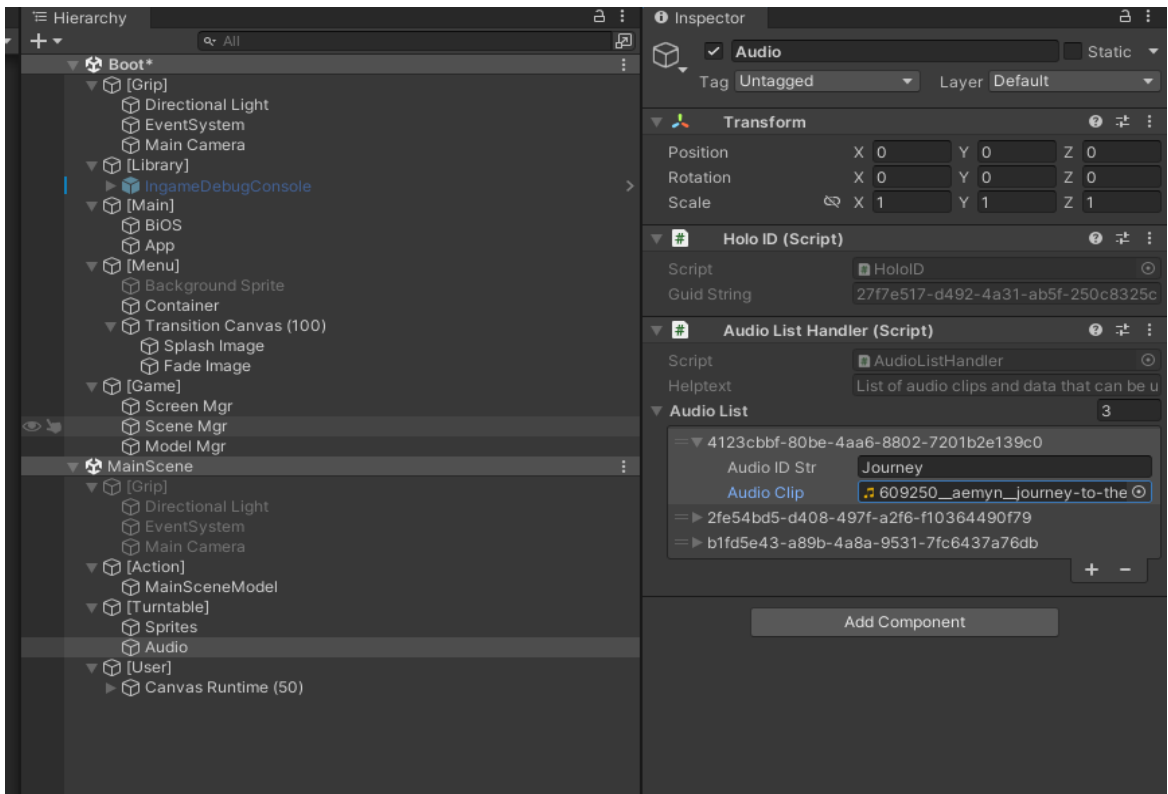 Hierarchy
All
Boot*
[Grip]
Directional Light
EventSystem
Main Camera
[Library]
IngameDebugConsole
[Main]
BiOS
App
[Menu]
Background Sprite
Container
Transition Canvas (100)
Splash Image
Fade Image
[Game]
Screen Mgr
Scene Mgr
Model Mgr
MainScene
[Grip]
Directional Light
EventSystem
Main Camera
[Action]
MainSceneModel
[Turntable]
Sprites
Audio
[User]
Canvas Runtime (50)
Inspector
Audio Static
Tag Untagged Layer Default
Transform
Position X 0 Y 0 Z 0
Rotation X 0 Y 0 Z 0
Scale X 1 Y 1 Z 1
# Holo ID (Script)
Script # HoloID
Guid String 27f7e517-d492-4a31-ab5f-250c8325c
# Audio List Handler (Script)
Script # AudioListHandler
Helptext List of audio clips and data that can be u
Audio List 3
4123cbbf-80be-4aa6-8802-7201b2e139c0
Audio ID Str Journey
Audio Clip 609250__aemyn__journey-to-the
2fe54bd5-d408-497f-a2f6-f10364490f79
b1fd5e43-a89b-4a8a-9531-7fc6437a76db
+ −
Add Component